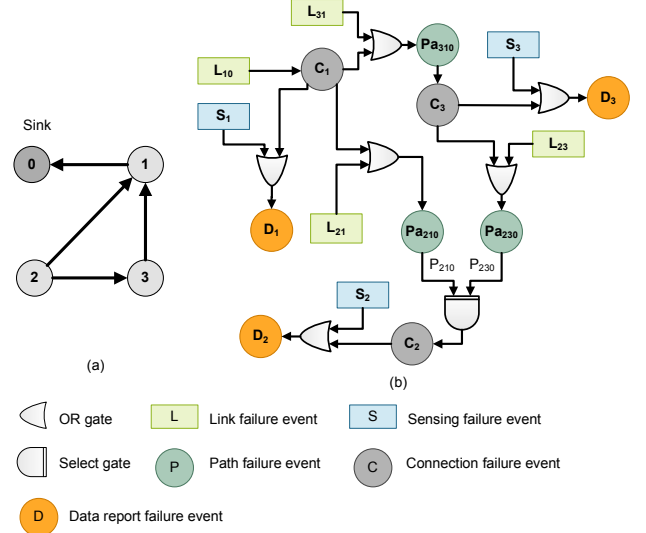 L31
Pa310
S3
L10
C1
C3
D3
S1
Sink
L23
0
1
D1
L21
Pa210
Pa230
2
3
P210
P230
S2
D2
C2
(a)
(b)
OR gate
L
Link failure event
S
Sensing failure event
Select gate
P
Path failure event
C
Connection failure event
D
Data report failure event